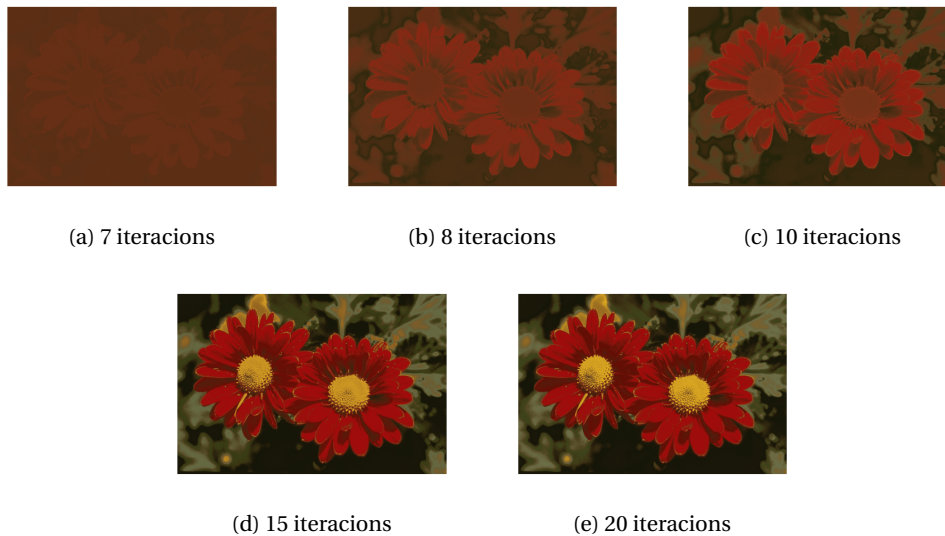 (a) 7 iteracions
(b) 8 iteracions
(c) 10 iteracions
(d) 15 iteracions
(e) 20 iteracions